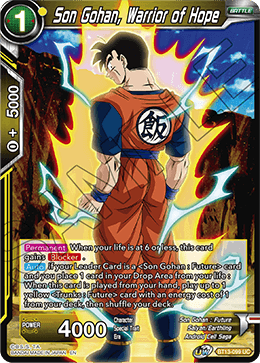 1
Son Gohan, Warrior of Hope
BATTLE
+ 5000
飯
Permanent When your life is at 6 or less, this card
gains Blocker.
Auto If your Leader Card is a <Son Gohan : Future> card
and you place 1 card in your Drop Area from your life :
When this card is played from your hand, play up to 1
yellow <Trunks : Future> card with an energy cost of 1
from your deck, then shuffle your deck.
POWER 4000
Character
Special Trait
Era
Son Gohan : Future
Saiyan, Earthling
Android, Cell Saga
BT13-099 UC